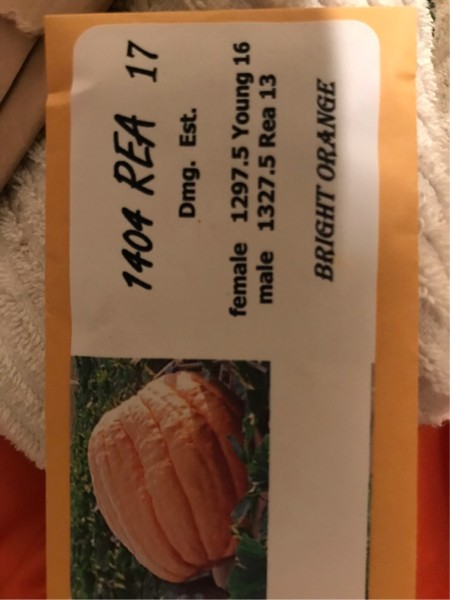 1404 REA 17
Dmg. Est.
female 1297.5 Young 16
male 1327.5 Rea 13
BRIGHT ORANGE